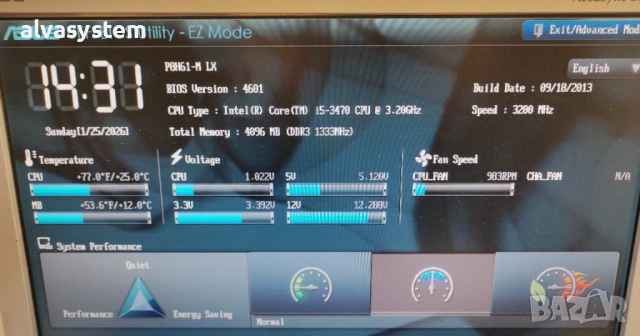 alvasystem
ASUS tility - EZ Mode
Exit/Advanced Mod
14:31
Sunday[1/25/2026]
P8H61-M LX
BIOS Version : 4601
CPU Type : Intel(R) Core(TM) i5-3470 CPU @ 3.20GHz
Total Memory : 4096 MB (DDR3 1333MHz)
English
Build Date : 09/18/2013
Speed : 3200 MHz
Temperature
CPU +77.0°F/+25.0°C
MB +53.6°F/+12.0°C
Voltage
CPU 1.022V 5V 5.120V
3.3V 3.392V 12V 12.288V
Fan Speed
CPU_FAN 983RPM CHA_FAN N/A
System Performance
Quiet
Performance Energy Saving
Normal
BAZAR